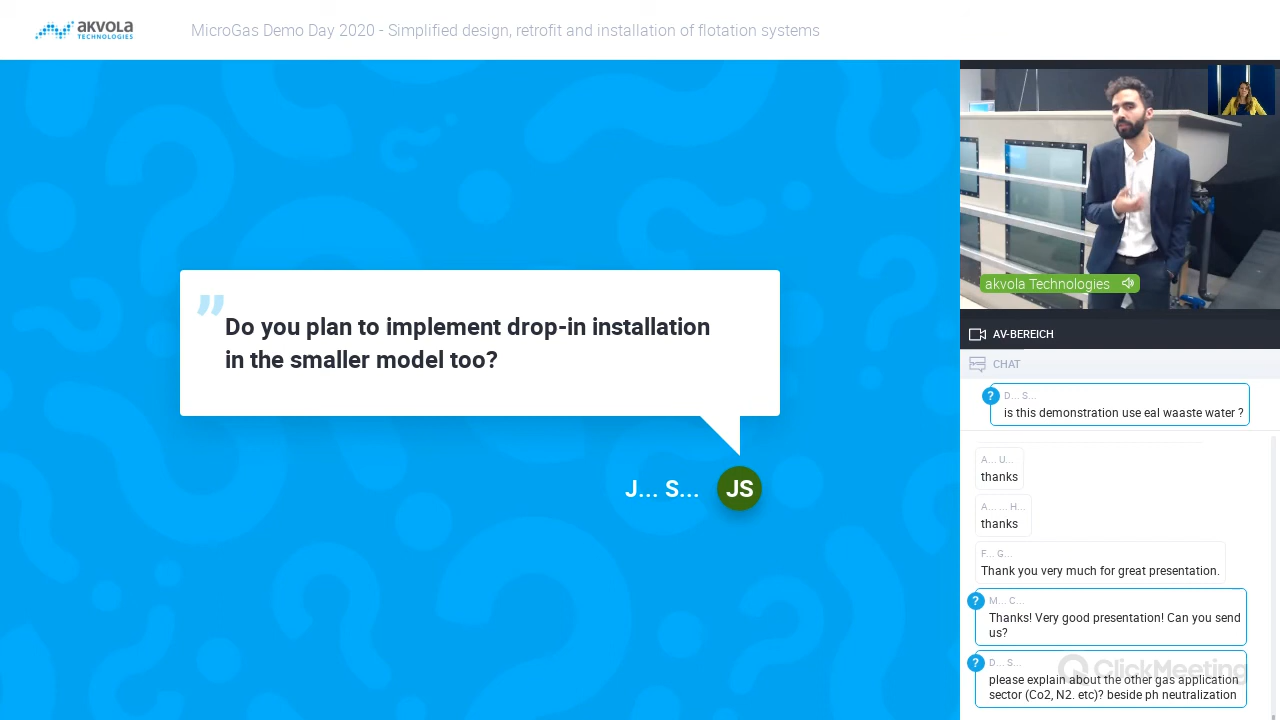 akvola
TECHNOLOGIES
MicroGas Demo Day 2020 - Simplified design, retrofit and installation of flotation systems
Do you plan to implement drop-in installation
in the smaller model too?
J... S...
JS
akvola Technologies
AV-BEREICH
CHAT
?
D... S...
is this demonstration use eal waaste water ?
A... U...
thanks
A... ... H...
thanks
F... G...
Thank you very much for great presentation.
?
M... C...
Thanks! Very good presentation! Can you send
us?
?
D... S...
please explain about the other gas application
sector (Co2, N2. etc)? beside ph neutralization
ClickMeeting